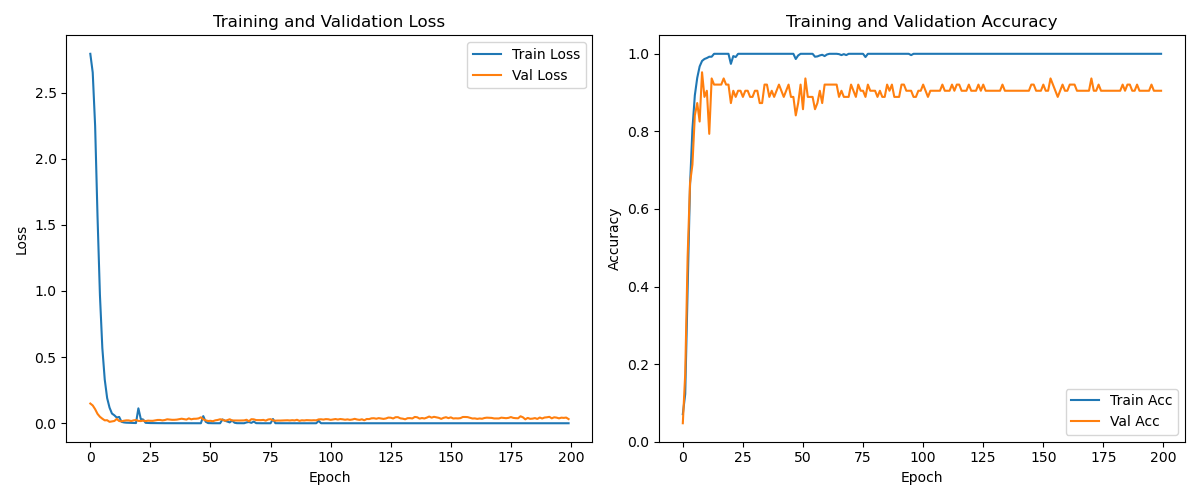 Training and Validation Loss
Train Loss
Val Loss
2.5
2.0
1.5
1.0
0.5
0.0
Loss
0 25 50 75 100 125 150 175 200
Epoch
Training and Validation Accuracy
1.0
0.8
0.6
0.4
0.2
0.0
Accuracy
Train Acc
Val Acc
0 25 50 75 100 125 150 175 200
Epoch